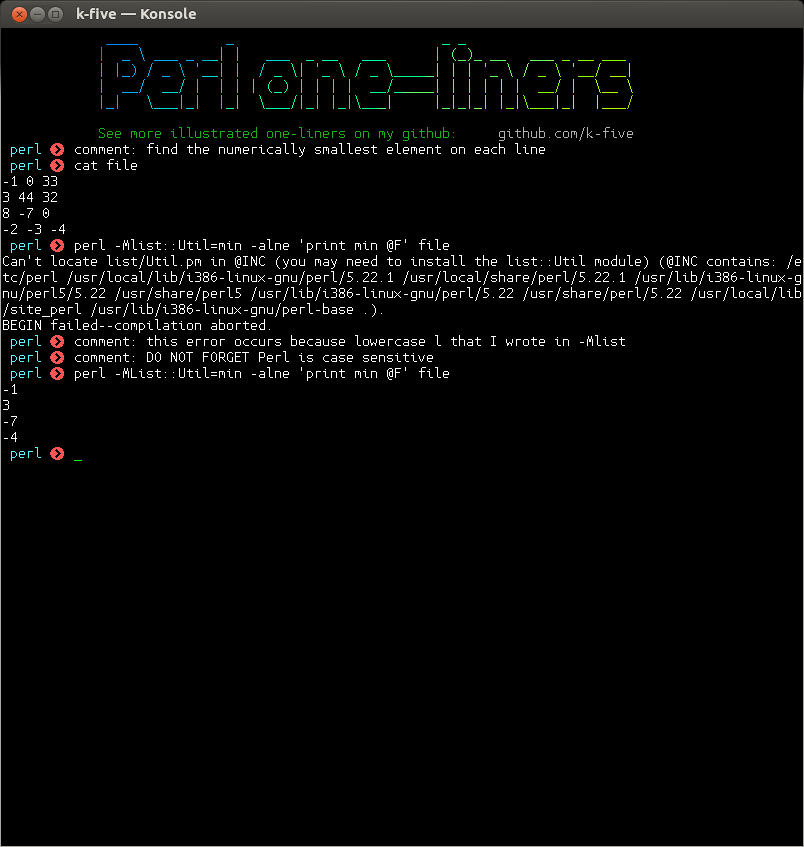 k-five — Konsole
Perl one-liners
See more illustrated one-liners on my github: github.com/k-five
perl comment: find the numerically smallest element on each line
perl cat file
-1 0 33
3 44 32
8 -7 0
-2 -3 -4
perl perl -Mlist::Util=min -alne 'print min @F' file
Can't locate list/Util.pm in @INC (you may need to install the list::Util module) (@INC contains: /e
tc/perl /usr/local/lib/i386-linux-gnu/perl/5.22.1 /usr/local/share/perl/5.22.1 /usr/lib/i386-linux-g
nu/perl5/5.22 /usr/share/perl5 /usr/lib/i386-linux-gnu/perl/5.22 /usr/share/perl/5.22 /usr/local/lib
/site_perl /usr/lib/i386-linux-gnu/perl-base .).
BEGIN failed--compilation aborted.
perl comment: this error occurs because lowercase l that I wrote in -Mlist
perl comment: DO NOT FORGET Perl is case sensitive
perl perl -MList::Util=min -alne 'print min @F' file
-1
3
-7
-4
perl _